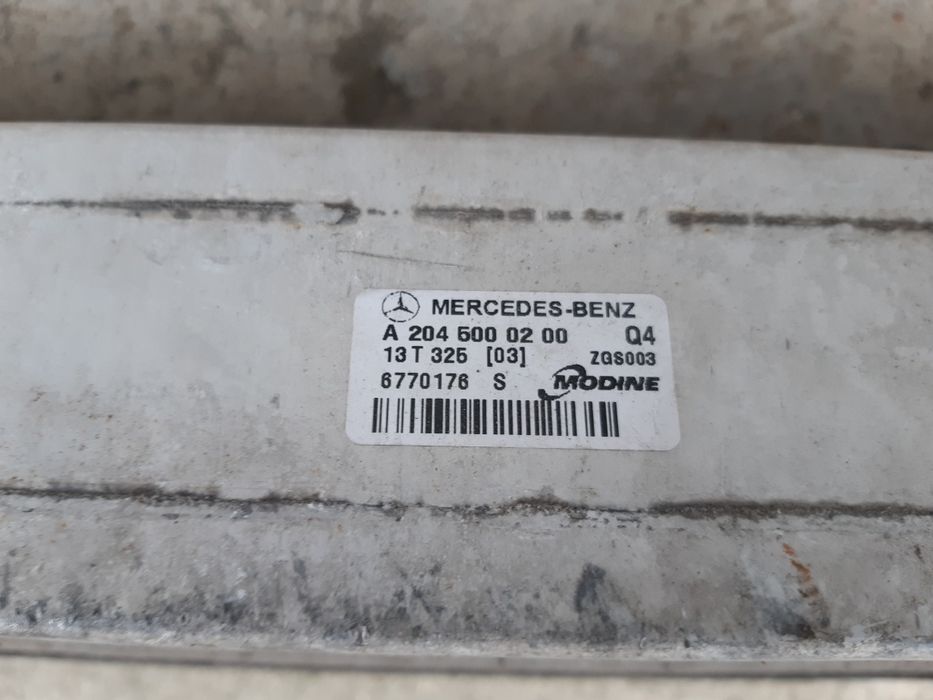 MERCEDES-BENZ
A 204 500 02 00 Q4
13 T 325 [03] ZGS003
6770176 S MODINE